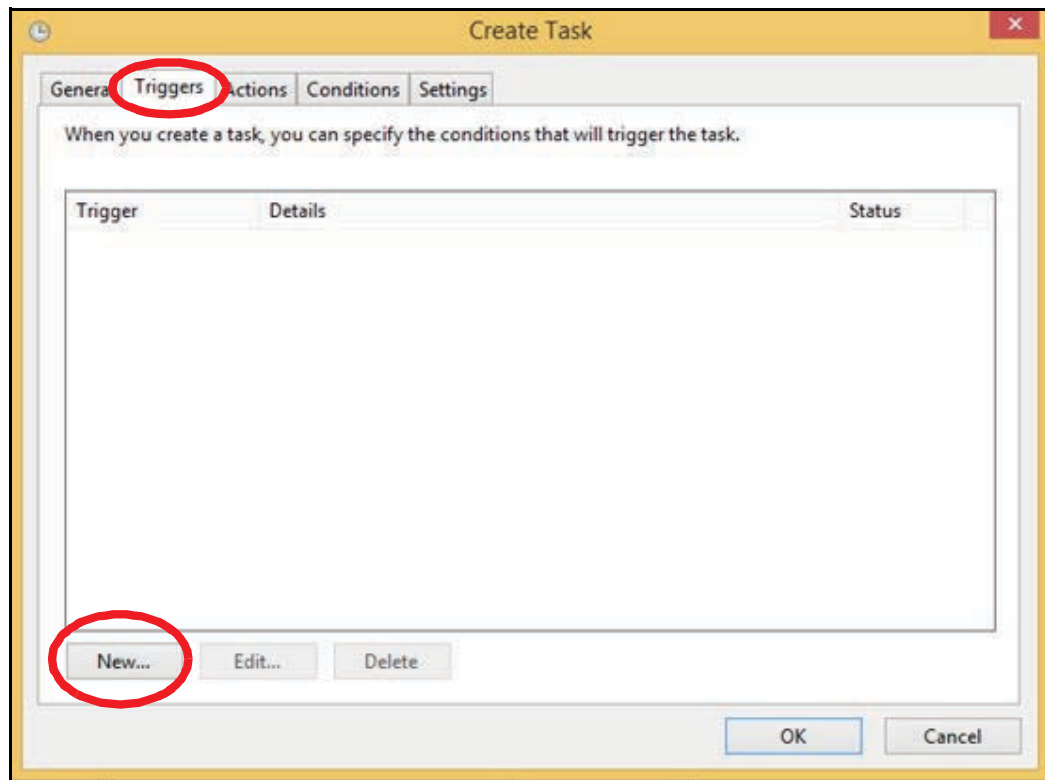 Create Task
General Triggers Actions Conditions Settings
When you create a task, you can specify the conditions that will trigger the task.
Trigger Details Status
New... Edit... Delete
OK Cancel